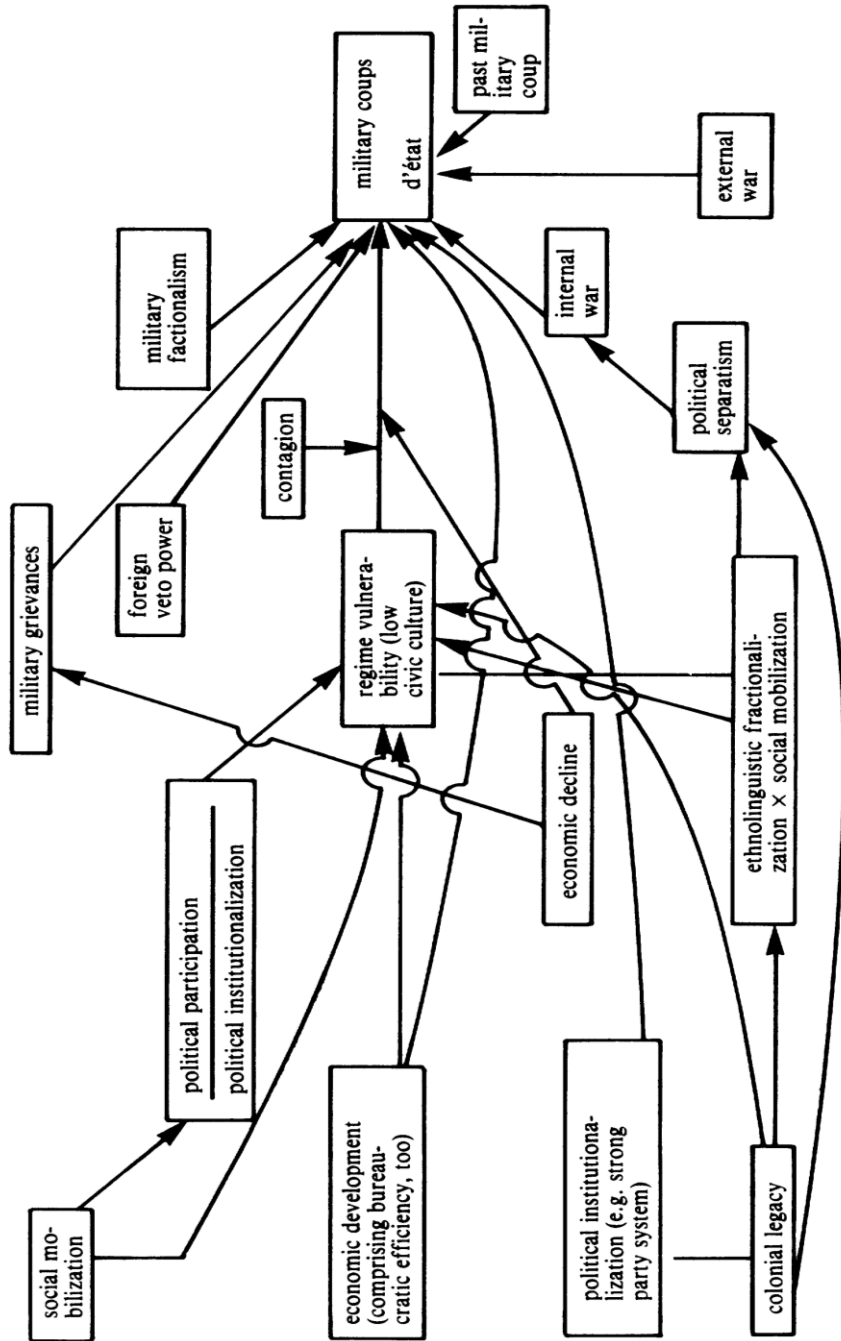 social mo-
bilization
political participation
political institutionalization
military grievances
economic development
(comprising bureau-
cratic efficiency, too)
regime vulnera-
bility (low
civic culture)
foreign
veto power
contagion
military
factionalism
military coups
d'état
past mil-
itary
coup
economic decline
political institutiona-
lization (e.g. strong
party system)
colonial legacy
ethnolinguistic fractionali-
zation × social mobilization
political
separatism
internal
war
external
war